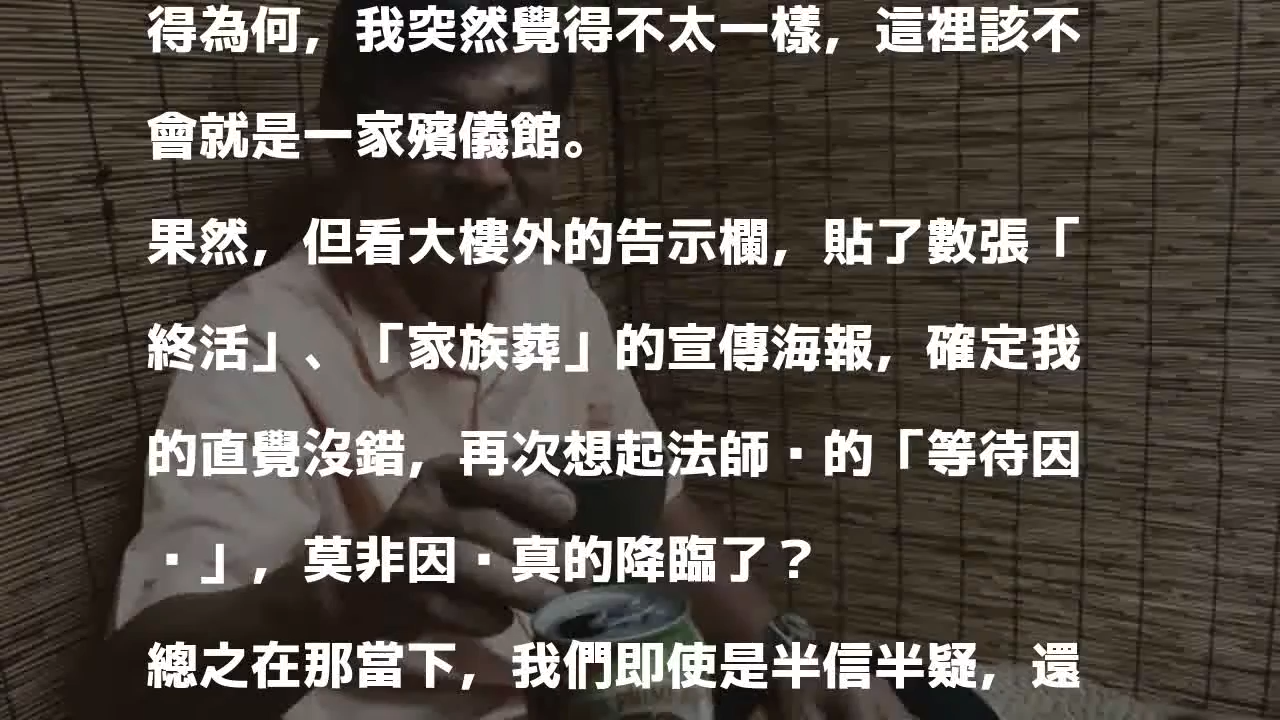 得為何，我突然覺得不太一樣，這裡該不
會就是一家殯儀館。
果然，但看大樓外的告示欄，貼了數張「
終活」、「家族葬」的宣傳海報，確定我
的直覺沒錯，再次想起法師·的「等待因
·」，莫非因·真的降臨了？
總之在那當下，我們即使是半信半疑，還